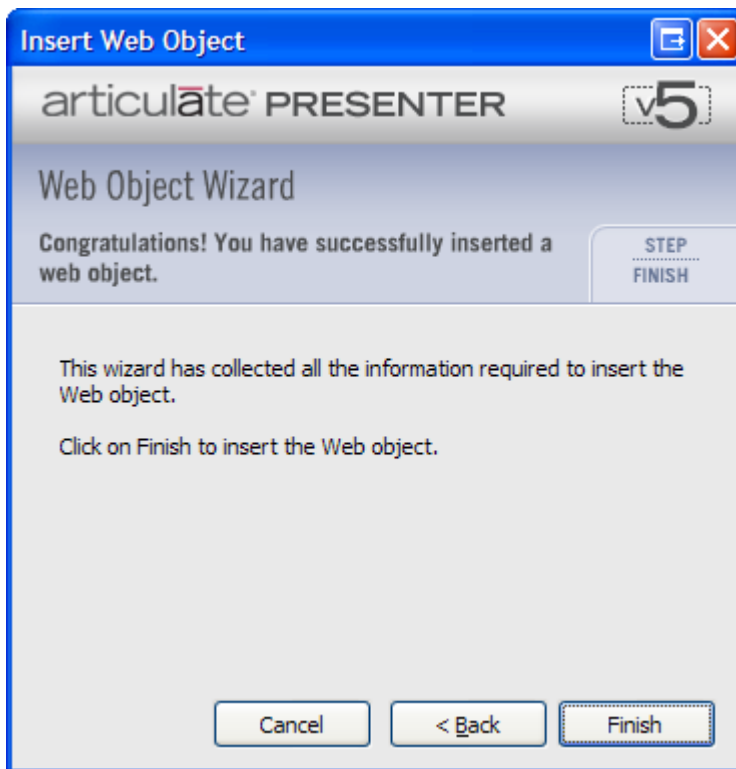 Insert Web Object
articulāte® PRESENTER v5
Web Object Wizard
Congratulations! You have successfully inserted a
web object.
STEP
FINISH
This wizard has collected all the information required to insert the
Web object.
Click on Finish to insert the Web object.
Cancel < Back Finish